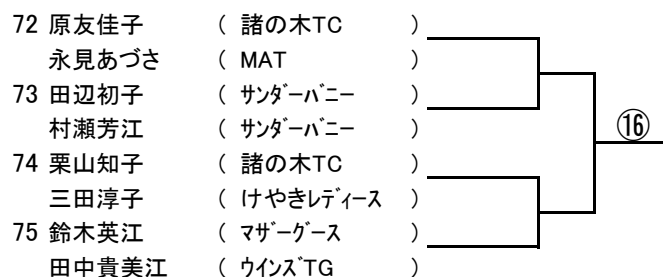 72 原友佳子 ( 諸の木TC )
永見あづさ ( MAT )
73 田辺初子 ( サンダーバニー )
村瀬芳江 ( サンダーバニー )
⑯
74 栗山知子 ( 諸の木TC )
三田淳子 ( けやきレディース )
75 鈴木英江 ( マザーグース )
田中貴美江 ( ウインズTG )